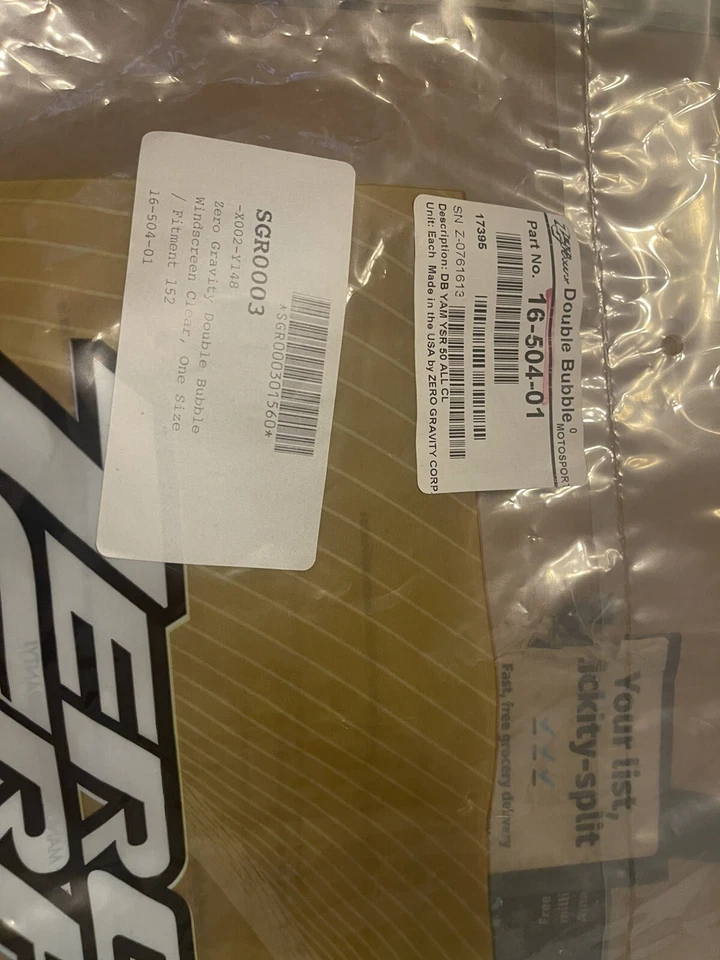 SGR0003
*SGR000301560*
-X002-Y148
Zero Gravity Double Bubble
Windscreen Clear, One Size
/ Fitment 152
16-504-01
Double Bubble
MOTOSPORT
Part No. 16-504-01
17395
SN Z-0761613
Description: DB YAM YSR 50 ALL CL
Unit: Each Made in the USA by ZERO GRAVITY CORP
Your list,
ickity-split
Fast, free grocery delivery
ZERO